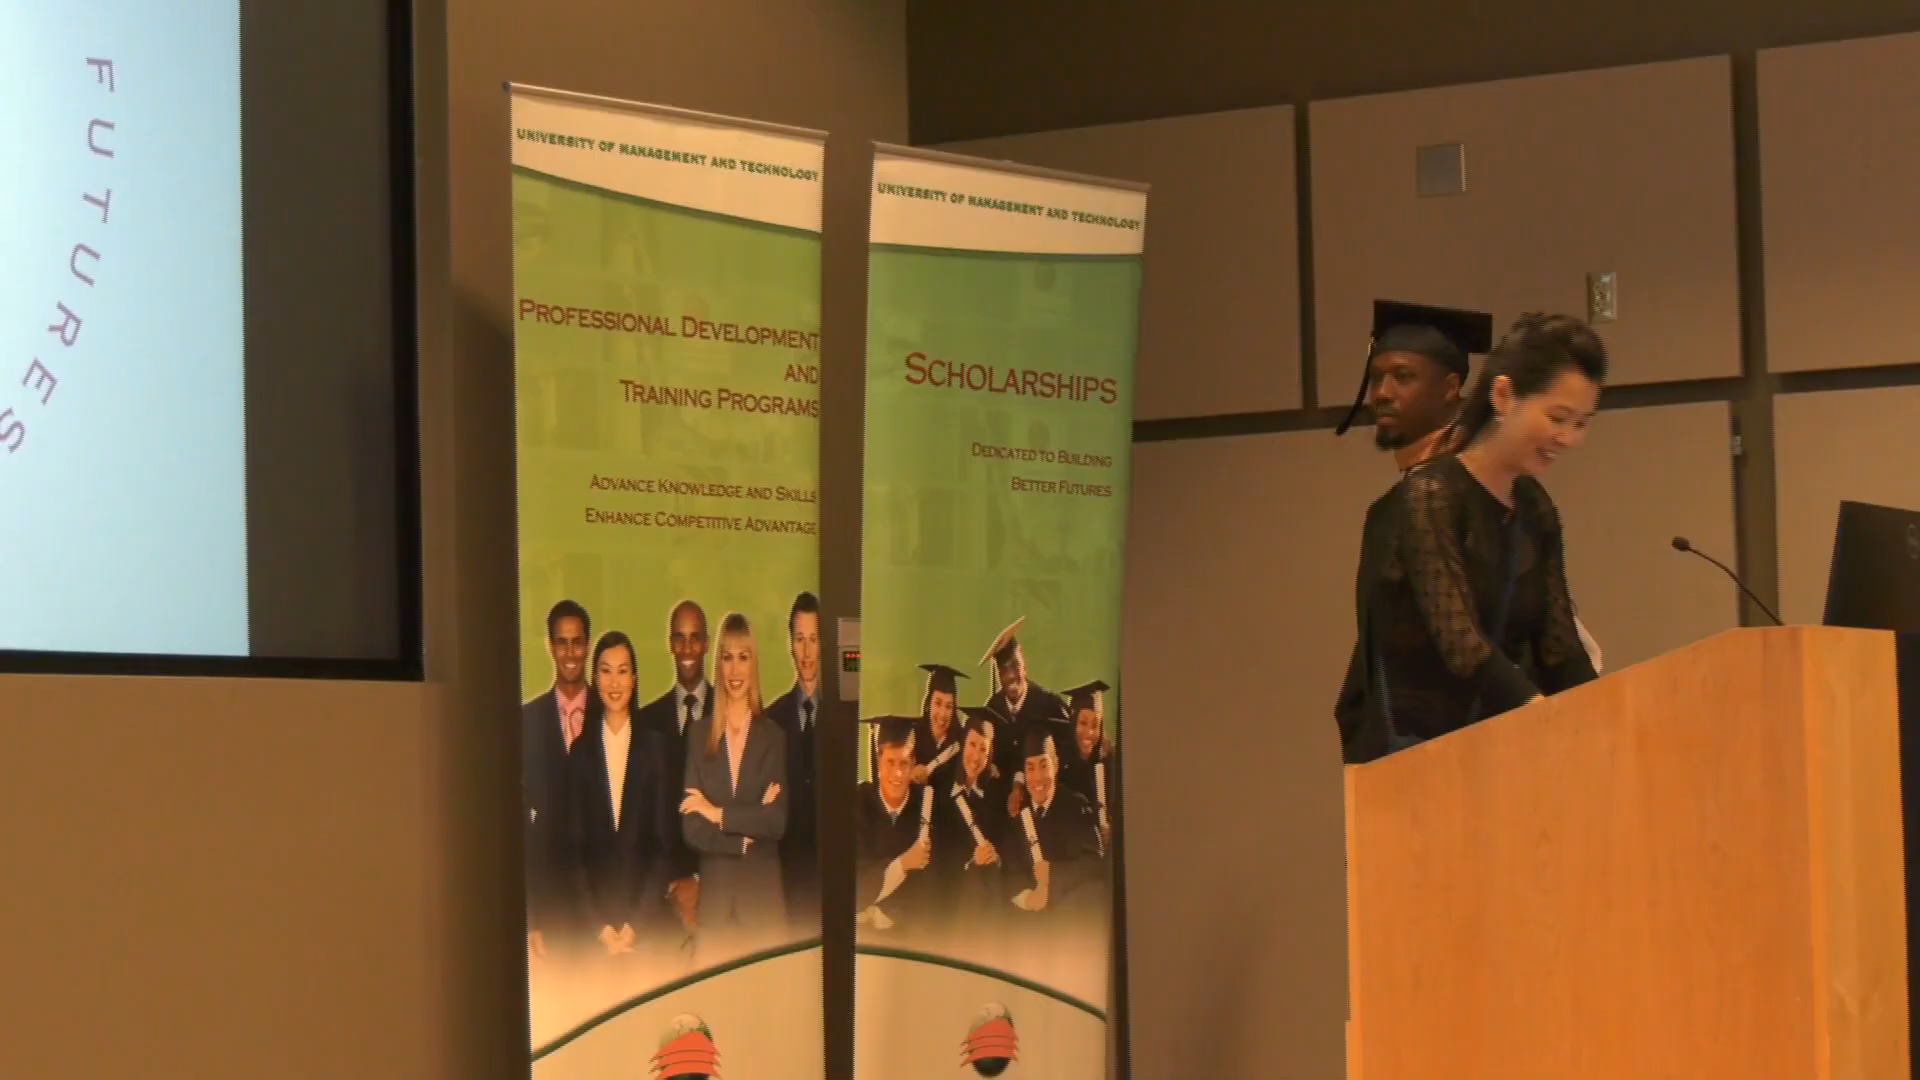 FUTURES
UNIVERSITY OF MANAGEMENT AND TECHNOLOGY
PROFESSIONAL DEVELOPMENT
AND
TRAINING PROGRAMS
ADVANCE KNOWLEDGE AND SKILLS
ENHANCE COMPETITIVE ADVANTAGE
UNIVERSITY OF MANAGEMENT AND TECHNOLOGY
SCHOLARSHIPS
DEDICATED TO BUILDING
BETTER FUTURES